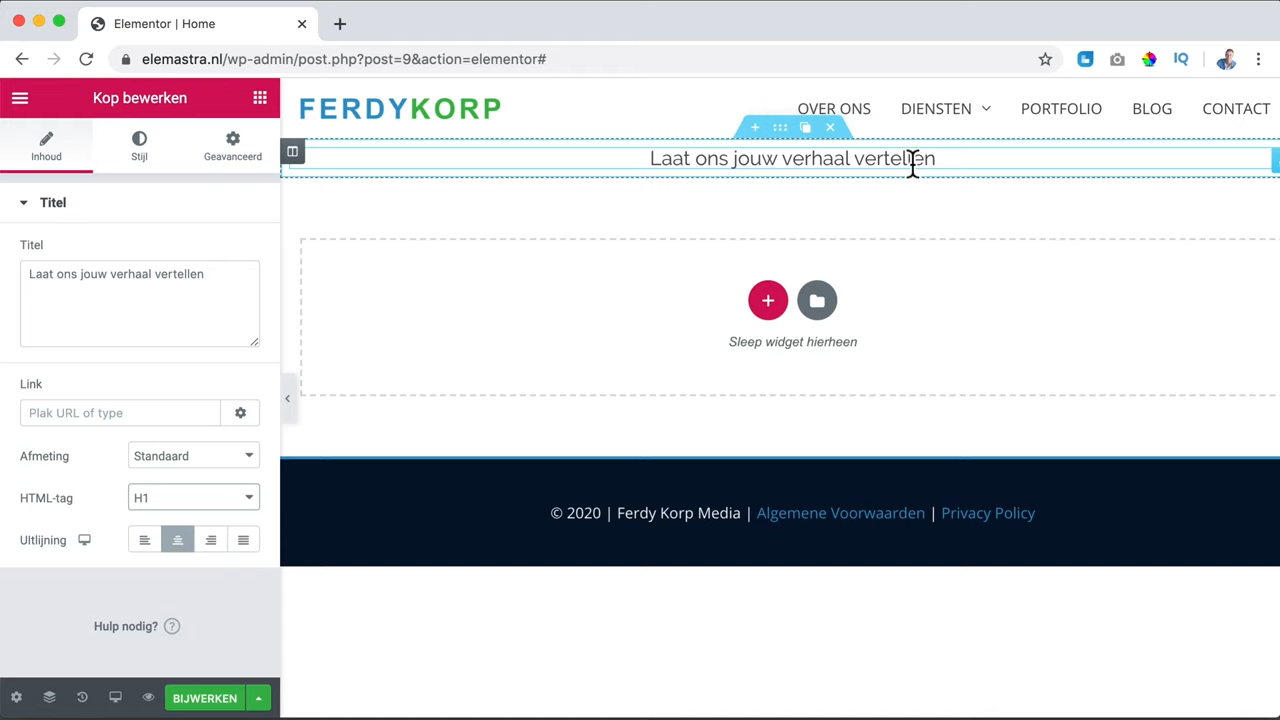 Elementor | Home
elemastra.nl/wp-admin/post.php?post=9&action=elementor#
IQ
Kop bewerken
Inhoud
Stijl
Geavanceerd
Titel
Titel
Laat ons jouw verhaal vertellen
Link
Plak URL of type
Afmeting
Standaard
HTML-tag
H1
Uitlijning
Hulp nodig?
BIJWERKEN
FERDYKORP
OVER ONS
DIENSTEN
PORTFOLIO
BLOG
CONTACT
Laat ons jouw verhaal vertellen
Sleep widget hierheen
© 2020 | Ferdy Korp Media | Algemene Voorwaarden | Privacy Policy